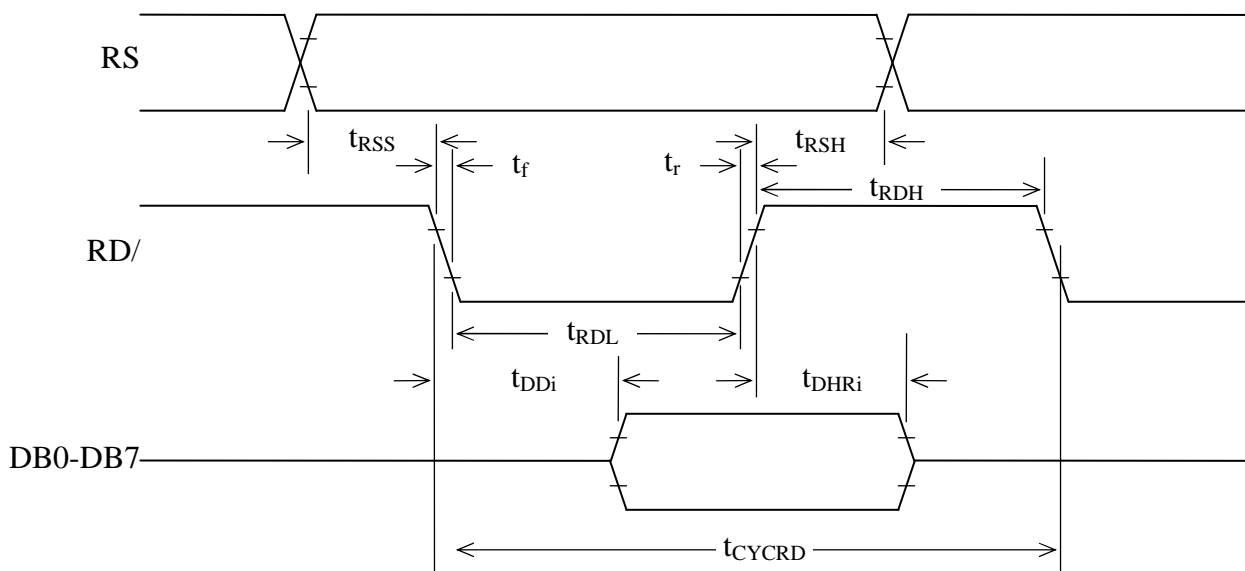 RS
tRSS
tRSH
tf
tr
tRDH
RD/
tRDL
tDDi
tDHRi
DB0-DB7
tCYCRD